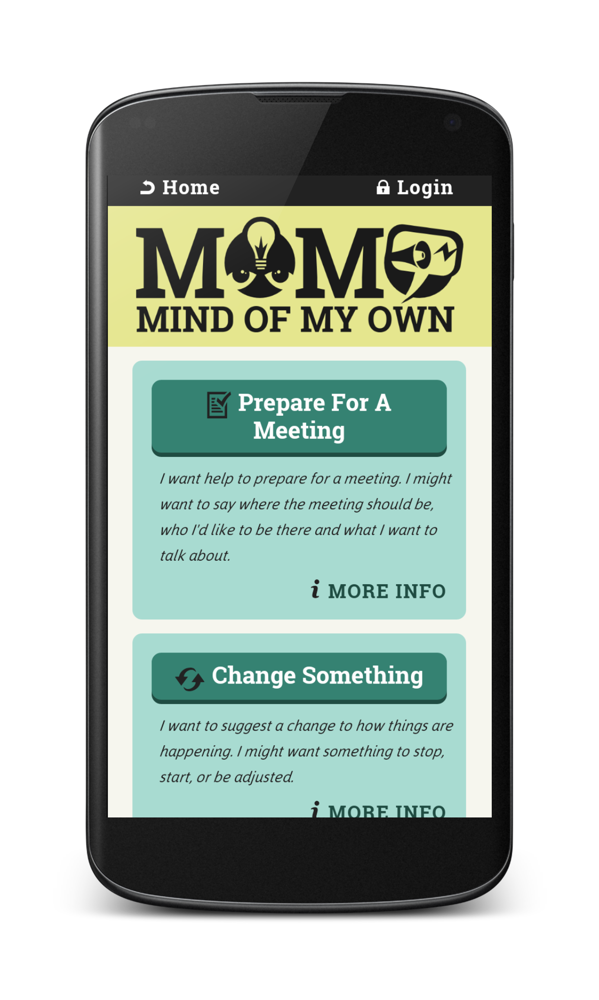 Home Login
MOMO
MIND OF MY OWN
Prepare For A
Meeting
I want help to prepare for a meeting. I might
want to say where the meeting should be,
who I'd like to be there and what I want to
talk about.
i MORE INFO
Change Something
I want to suggest a change to how things are
happening. I might want something to stop,
start, or be adjusted.
i MORE INFO